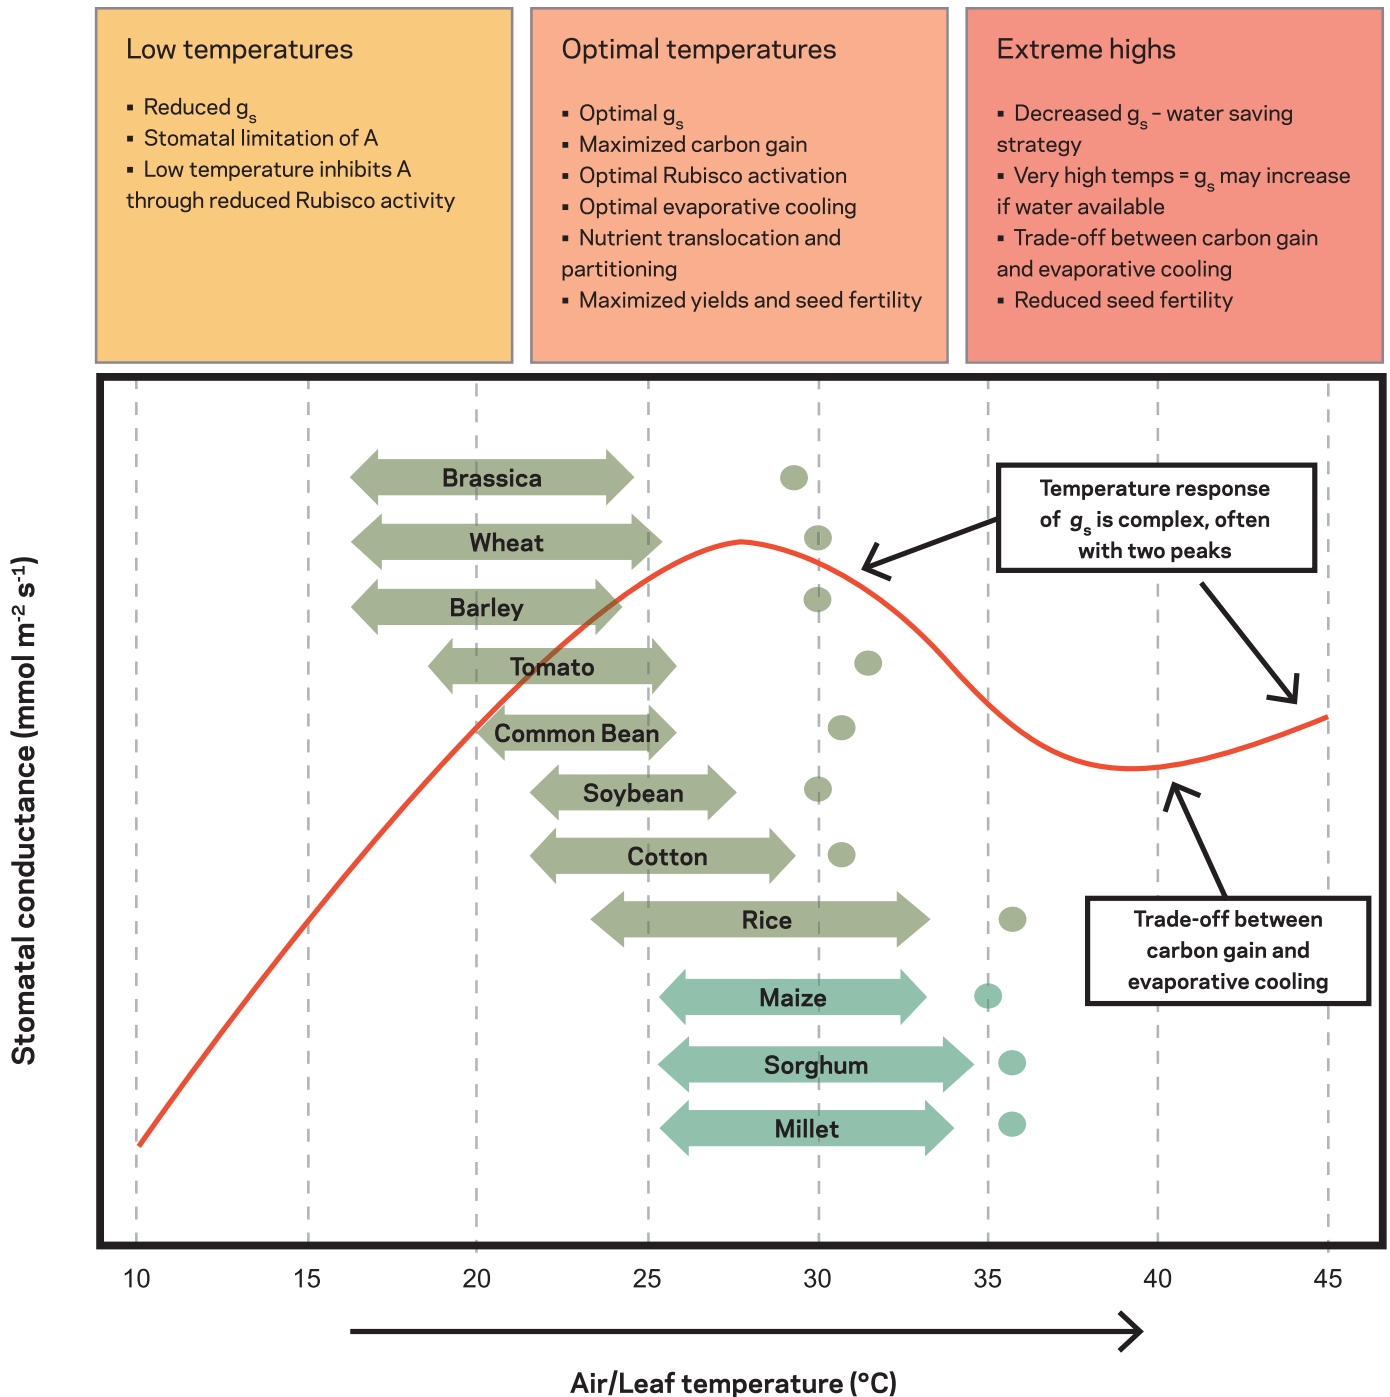 Low temperatures
▪ Reduced gs
▪ Stomatal limitation of A
▪ Low temperature inhibits A
through reduced Rubisco activity
Optimal temperatures
▪ Optimal gs
▪ Maximized carbon gain
▪ Optimal Rubisco activation
▪ Optimal evaporative cooling
▪ Nutrient translocation and
partitioning
▪ Maximized yields and seed fertility
Extreme highs
▪ Decreased gs – water saving
strategy
▪ Very high temps = gs may increase
if water available
▪ Trade-off between carbon gain
and evaporative cooling
▪ Reduced seed fertility
Stomatal conductance (mmol m-2 s-1)
Brassica
Wheat
Barley
Tomato
Common Bean
Soybean
Cotton
Rice
Maize
Sorghum
Millet
Temperature response
of gs is complex, often
with two peaks
Trade-off between
carbon gain and
evaporative cooling
10 15 20 25 30 35 40 45
Air/Leaf temperature (°C)